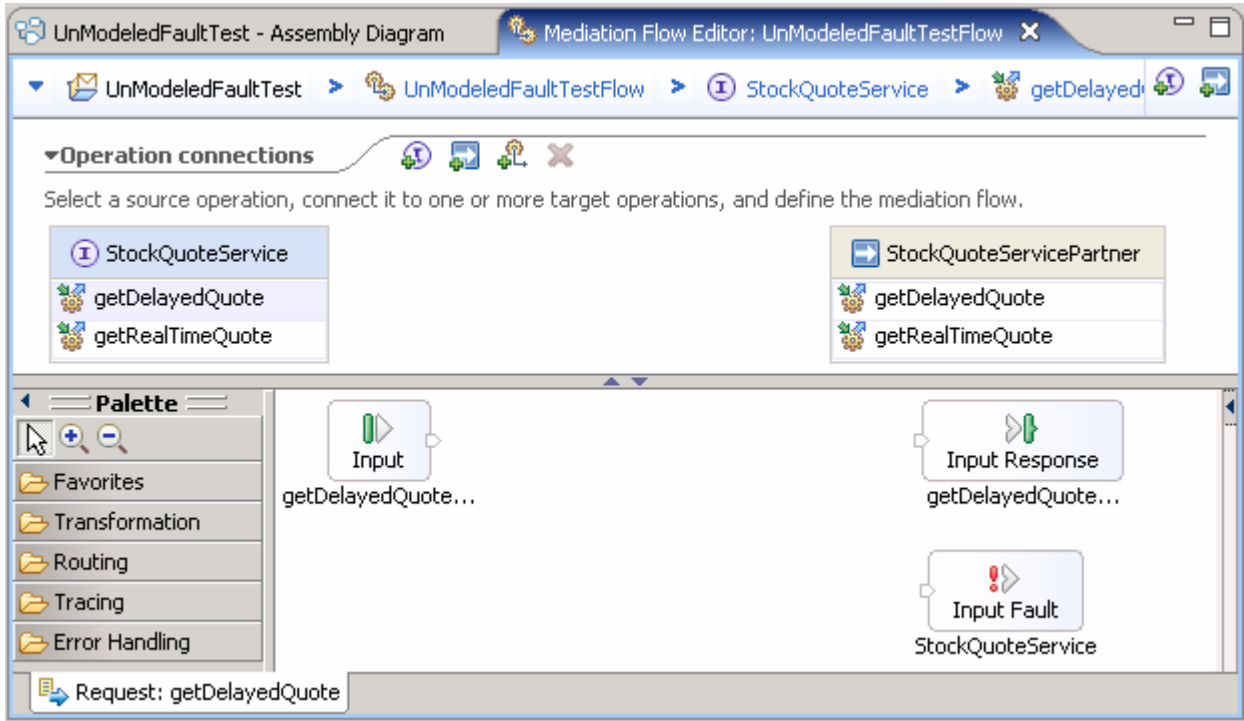 UnModeledFaultTest - Assembly Diagram Mediation Flow Editor: UnModeledFaultTestFlow
UnModeledFaultTest > UnModeledFaultTestFlow > StockQuoteService > getDelayed
Operation connections
Select a source operation, connect it to one or more target operations, and define the mediation flow.
StockQuoteService StockQuoteServicePartner
getDelayedQuote getDelayedQuote
getRealTimeQuote getRealTimeQuote
Palette
Input Input Response
Favorites
getDelayedQuote... getDelayedQuote...
Transformation
Routing
Tracing Input Fault
Error Handling StockQuoteService
Request: getDelayedQuote